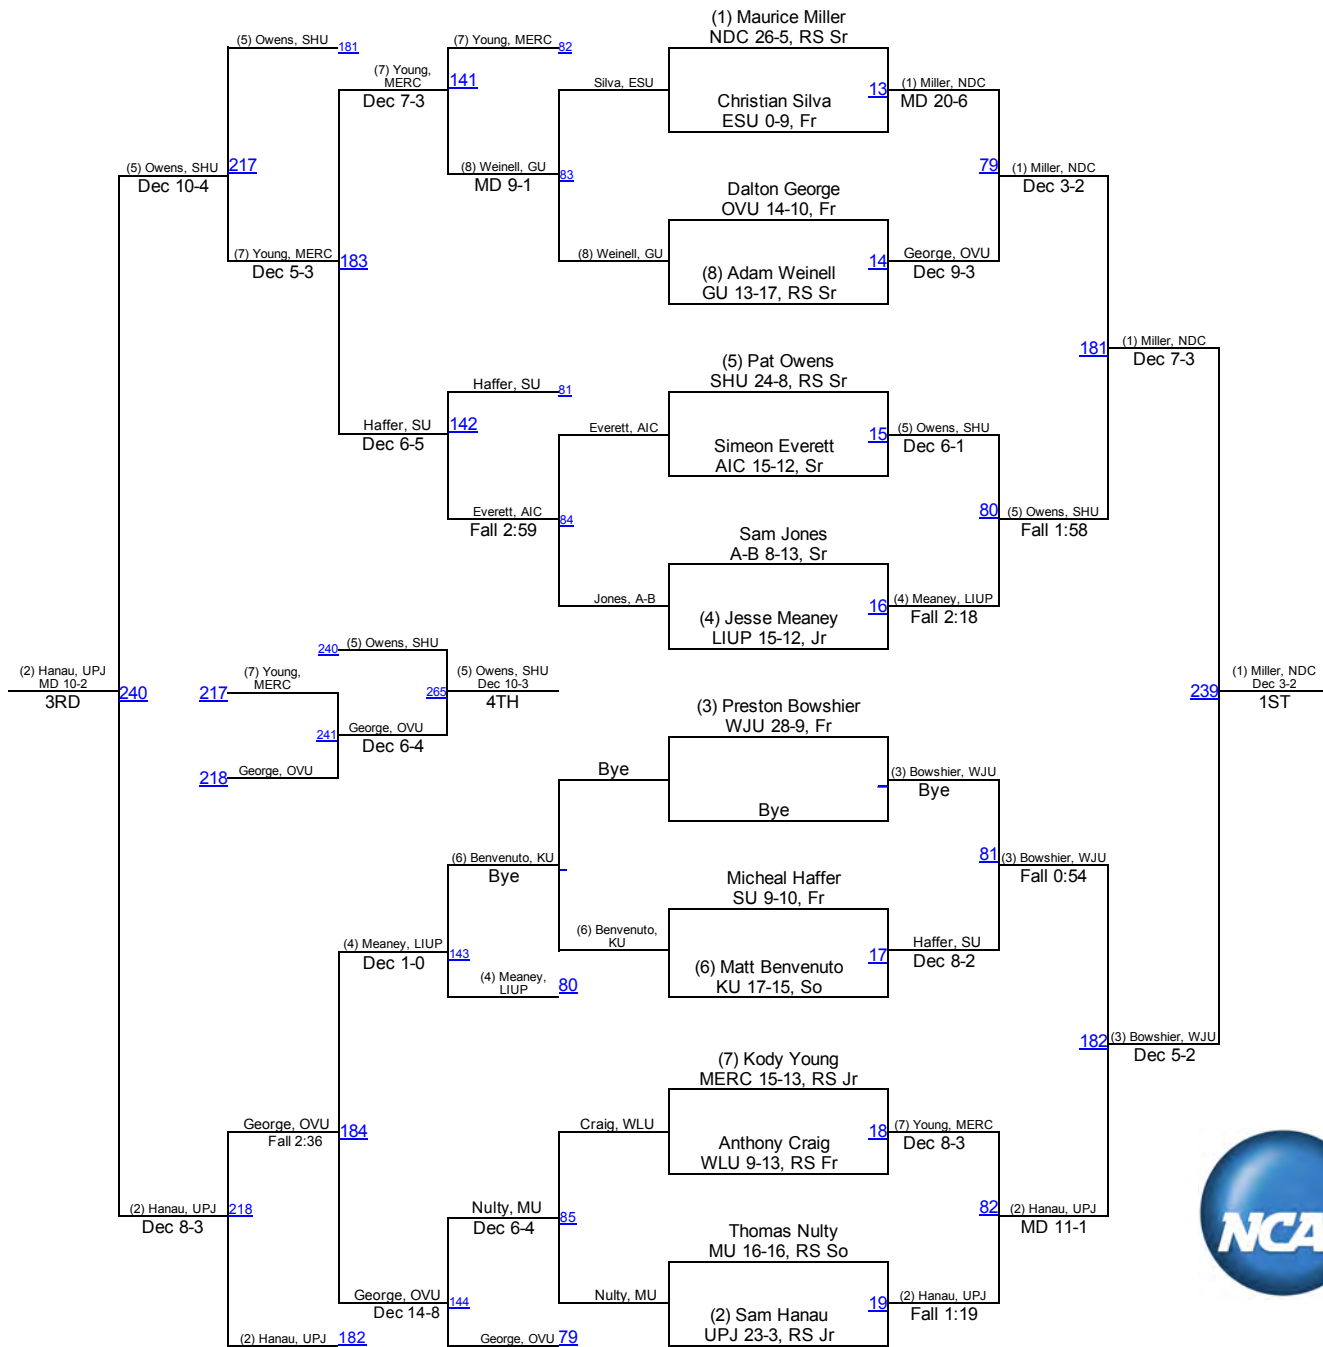 (1) Maurice Miller
NDC 26-5, RS Sr
(5) Owens, SHU
181
(7) Young, MERC
82
(7) Young,
MERC
141
Dec 7-3
Silva, ESU
13
(1) Miller, NDC
MD 20-6
Christian Silva
ESU 0-9, Fr
(5) Owens, SHU
217
Dec 10-4
(8) Weinell, GU
83
MD 9-1
79
(1) Miller, NDC
Dec 3-2
Dalton George
OVU 14-10, Fr
(7) Young, MERC
183
Dec 5-3
(8) Weinell, GU
14
George, OVU
Dec 9-3
(8) Adam Weinell
GU 13-17, RS Sr
181
(1) Miller, NDC
Dec 7-3
(5) Pat Owens
SHU 24-8, RS Sr
Haffer, SU
81
Haffer, SU
142
Dec 6-5
Everett, AIC
15
(5) Owens, SHU
Dec 6-1
Simeon Everett
AIC 15-12, Sr
Everett, AIC
84
Fall 2:59
80
(5) Owens, SHU
Fall 1:58
Sam Jones
A-B 8-13, Sr
Jones, A-B
16
(4) Meaney, LIUP
Fall 2:18
(4) Jesse Meaney
LIUP 15-12, Jr
240
(5) Owens, SHU
(2) Hanau, UPJ
MD 10-2
3RD
240
217
(7) Young,
MERC
265
(5) Owens, SHU
Dec 10-3
4TH
239
(1) Miller, NDC
Dec 3-2
1ST
241
George, OVU
Dec 6-4
218
George, OVU
(3) Preston Bowshier
WJU 28-9, Fr
Bye
(3) Bowshier, WJU
Bye
Bye
(6) Benvenuto, KU
Bye
81
(3) Bowshier, WJU
Fall 0:54
Micheal Haffer
SU 9-10, Fr
(4) Meaney, LIUP
143
Dec 1-0
(6) Benvenuto,
KU
17
Haffer, SU
Dec 8-2
(6) Matt Benvenuto
KU 17-15, So
(4) Meaney,
LIUP
80
182
(3) Bowshier, WJU
Dec 5-2
(7) Kody Young
MERC 15-13, RS Jr
George, OVU
184
Fall 2:36
Craig, WLU
18
(7) Young, MERC
Dec 8-3
Anthony Craig
WLU 9-13, RS Fr
(2) Hanau, UPJ
218
Dec 8-3
Nulty, MU
85
Dec 6-4
82
(2) Hanau, UPJ
MD 11-1
Thomas Nulty
MU 16-16, RS So
George, OVU
144
Dec 14-8
Nulty, MU
19
(2) Hanau, UPJ
Fall 1:19
(2) Sam Hanau
UPJ 23-3, RS Jr
(2) Hanau, UPJ
182
George, OVU
79
NCA